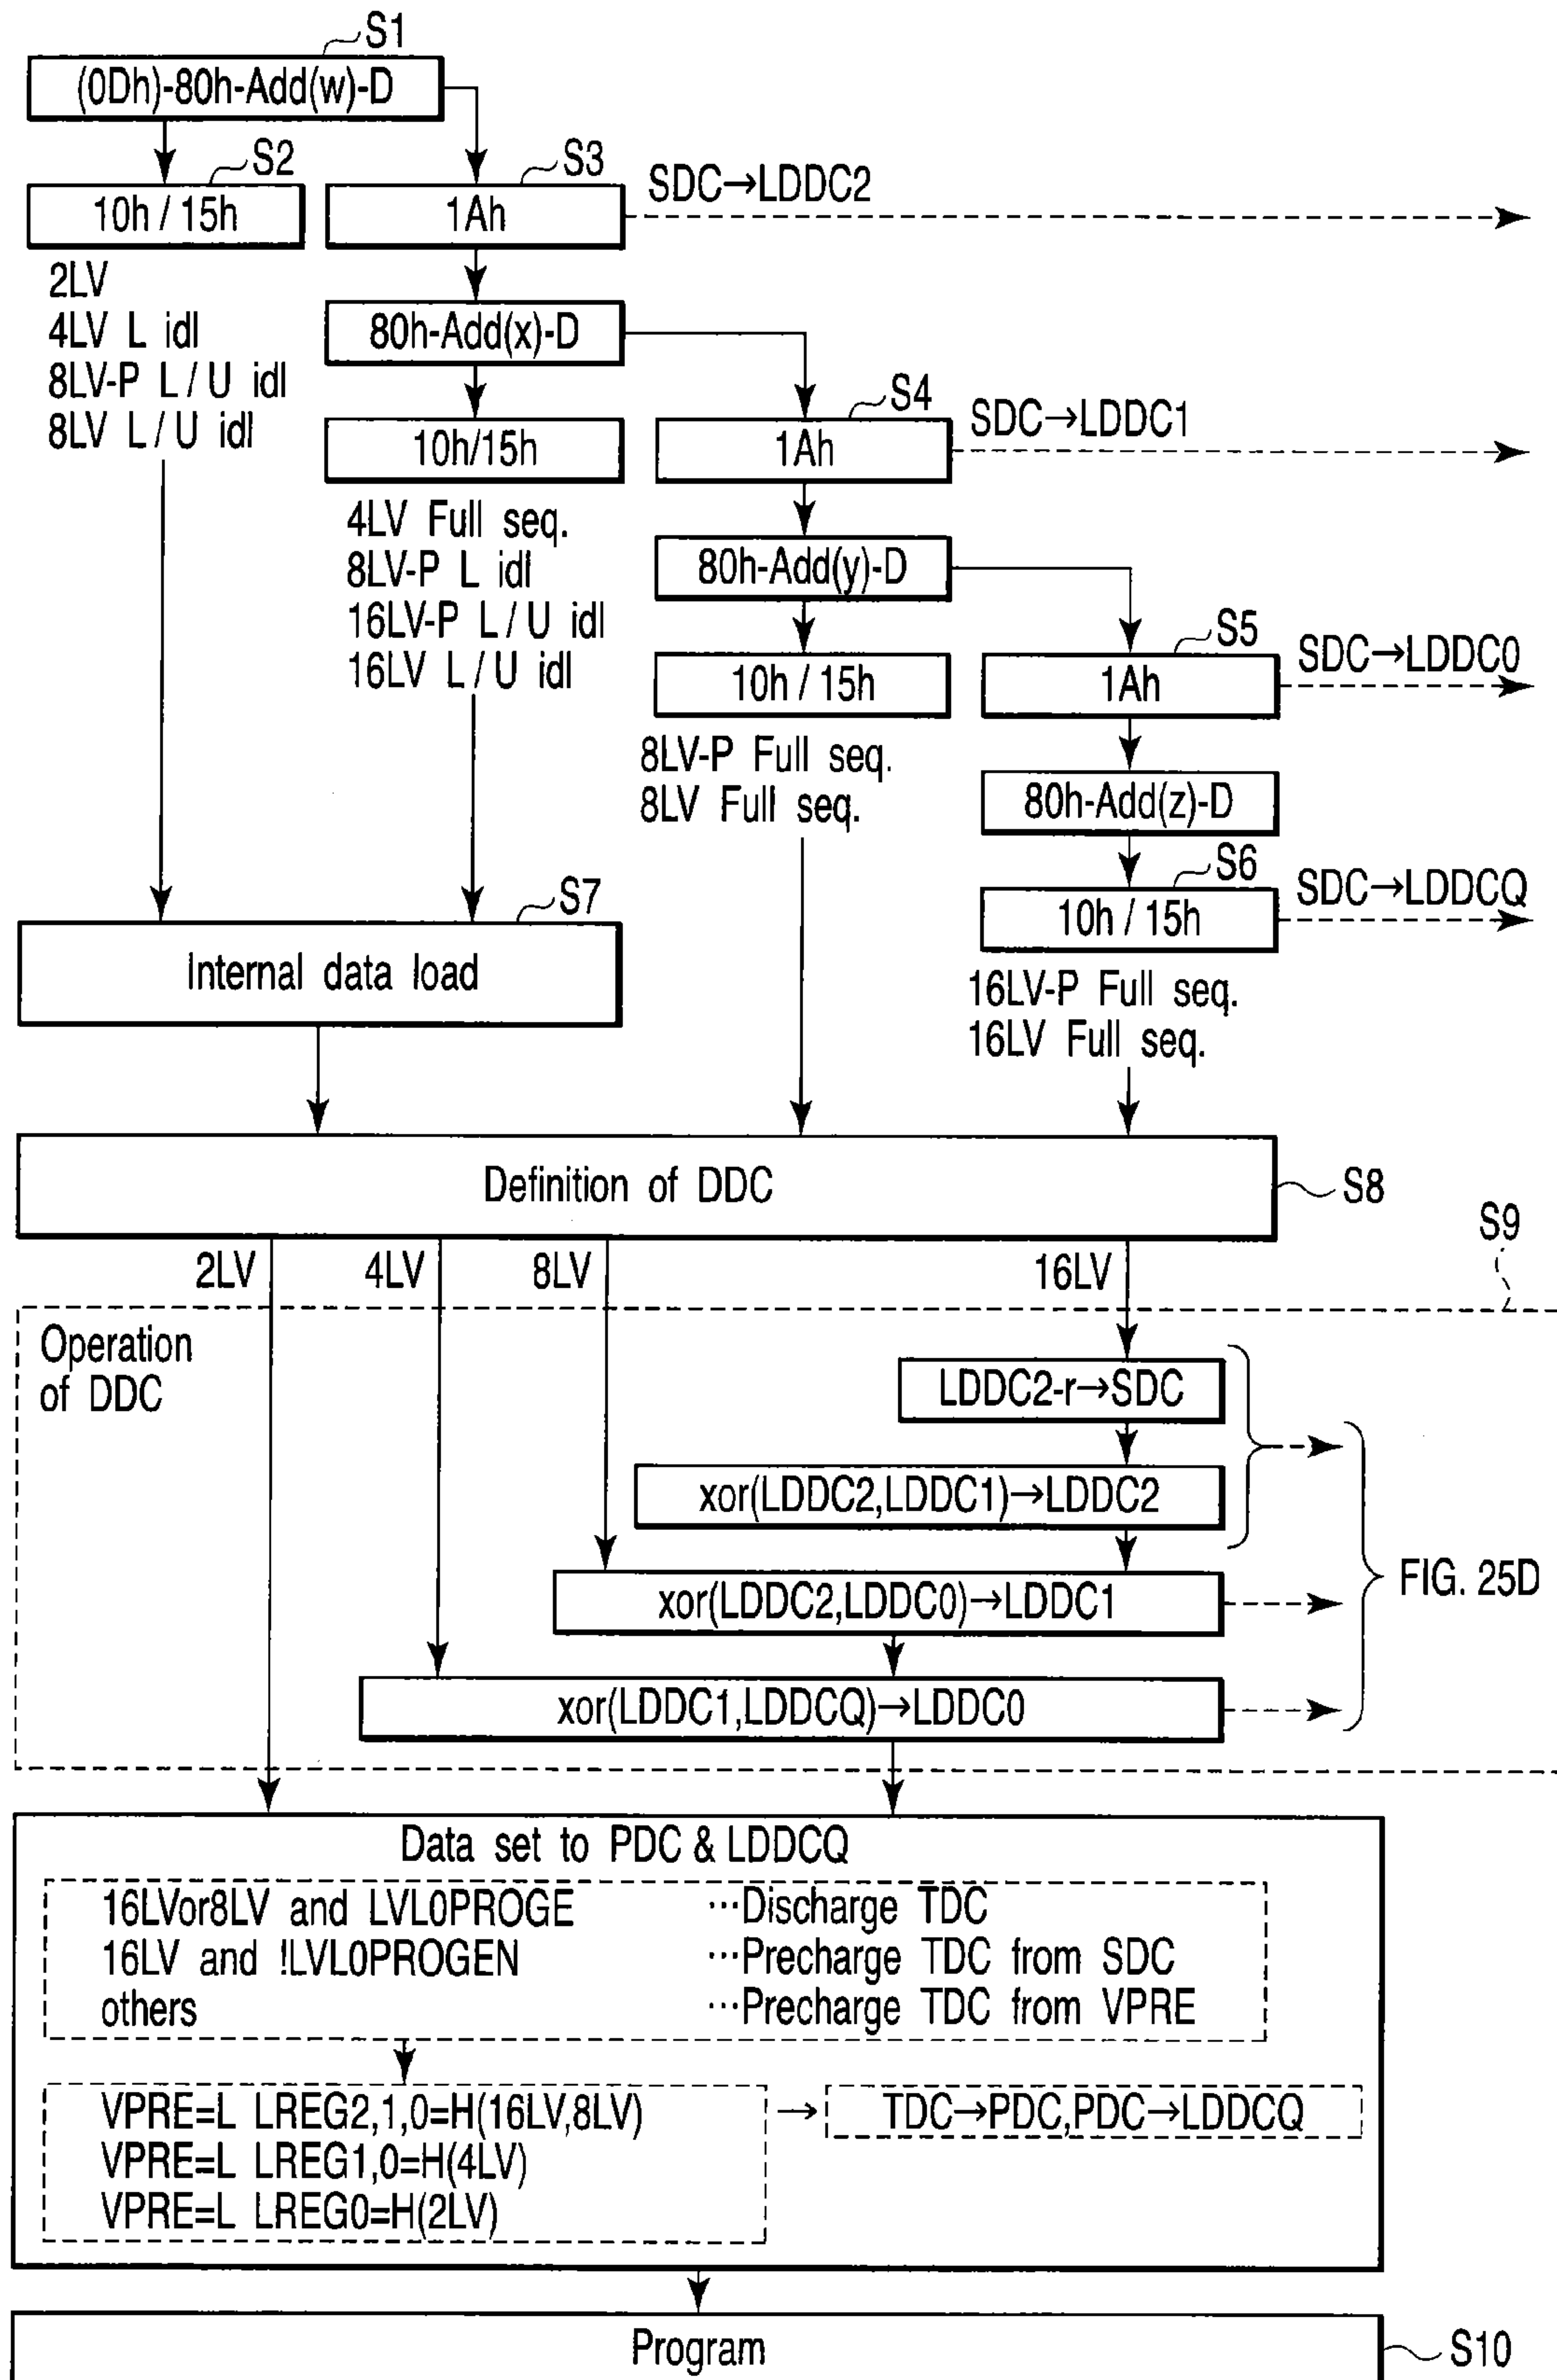 S1
(0Dh)-80h-Add(w)-D
S2
S3
10h / 15h
1Ah
SDC→LDDC2
2LV
4LV L idl
8LV-P L / U idl
8LV L / U idl
80h-Add(x)-D
S4
10h/15h
1Ah
SDC→LDDC1
4LV Full seq.
8LV-P L idl
16LV-P L / U idl
16LV L / U idl
80h-Add(y)-D
S5
10h / 15h
1Ah
SDC→LDDC0
8LV-P Full seq.
8LV Full seq.
80h-Add(z)-D
S6
10h / 15h
SDC→LDDCQ
16LV-P Full seq.
16LV Full seq.
S7
Internal data load
Definition of DDC
S8
S9
2LV
4LV
8LV
16LV
Operation
of DDC
LDDC2-r→SDC
xor(LDDC2,LDDC1)→LDDC2
xor(LDDC2,LDDC0)→LDDC1
xor(LDDC1,LDDCQ)→LDDC0
FIG. 25D
Data set to PDC & LDDCQ
16LVor8LV and LVL0PROGE ···Discharge TDC
16LV and !LVL0PROGEN ···Precharge TDC from SDC
others ···Precharge TDC from VPRE
VPRE=L LREG2,1,0=H(16LV,8LV)
VPRE=L LREG1,0=H(4LV)
VPRE=L LREG0=H(2LV)
→
TDC→PDC,PDC→LDDCQ
Program
S10